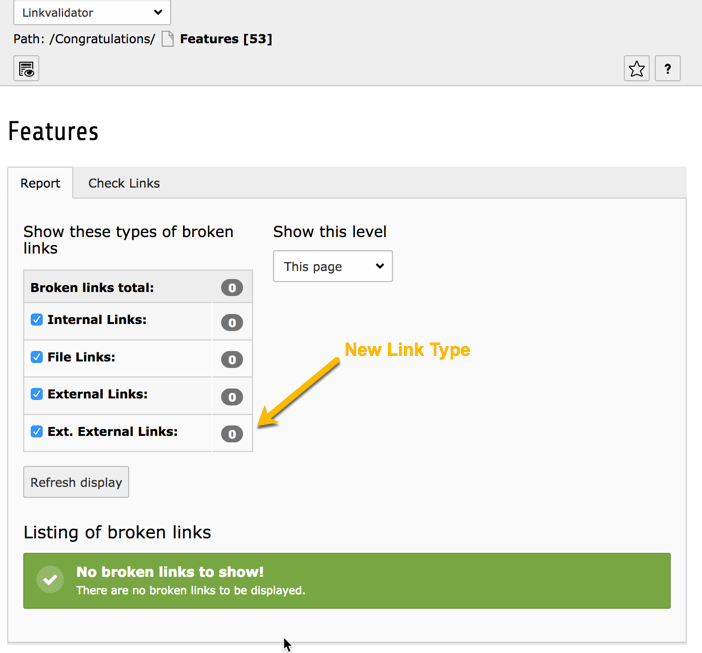 Linkvalidator
Path: /Congratulations/ Features [53]
?
Features
Report Check Links
Show these types of broken
links
Show this level
This page
Broken links total: 0
Internal Links: 0
File Links: 0
External Links: 0
Ext. External Links: 0
New Link Type
Refresh display
Listing of broken links
No broken links to show!
There are no broken links to be displayed.